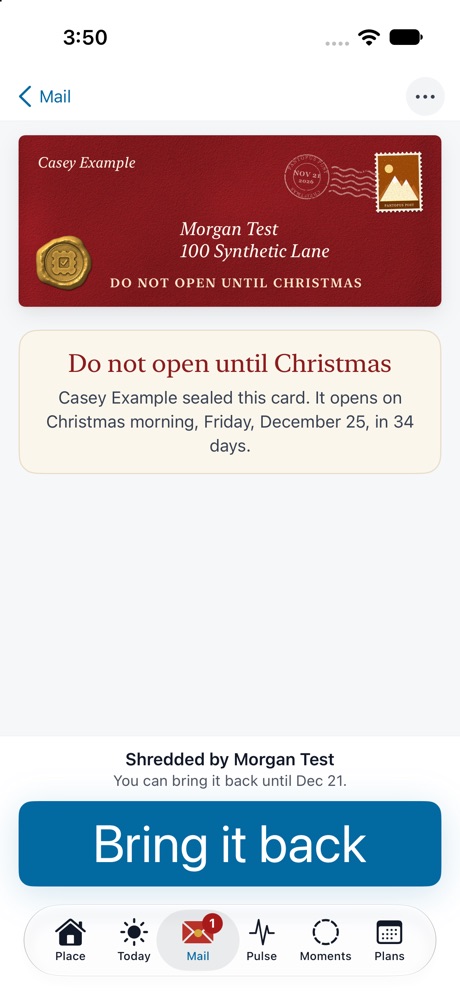 3:50
Mail
Casey Example
NOV 21
2026
PANTOPUS POST
Morgan Test
100 Synthetic Lane
DO NOT OPEN UNTIL CHRISTMAS
Do not open until Christmas
Casey Example sealed this card. It opens on
Christmas morning, Friday, December 25, in 34
days.
Shredded by Morgan Test
You can bring it back until Dec 21.
Bring it back
1
Place
Today
Mail
Pulse
Moments
Plans